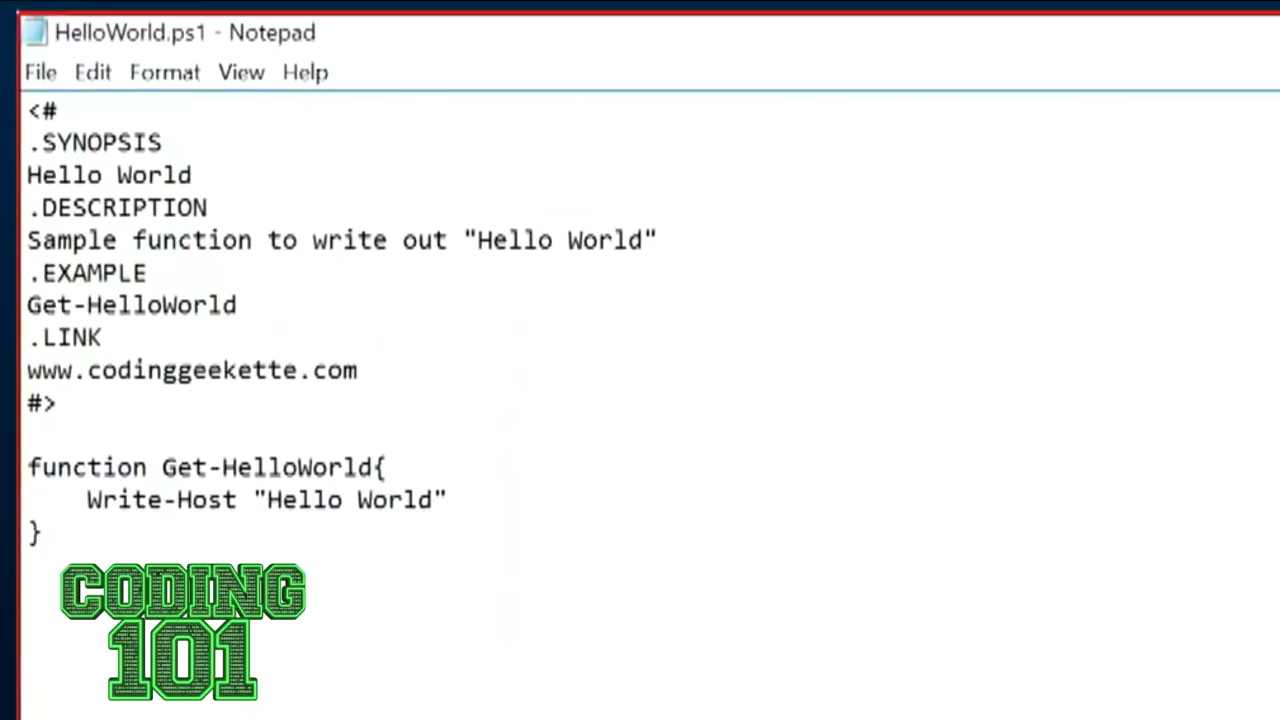 HelloWorld.ps1 - Notepad
File Edit Format View Help
<#
.SYNOPSIS
Hello World
.DESCRIPTION
Sample function to write out "Hello World"
.EXAMPLE
Get-HelloWorld
.LINK
www.codinggeekette.com
#>

function Get-HelloWorld{
    Write-Host "Hello World"
}
CODING
101